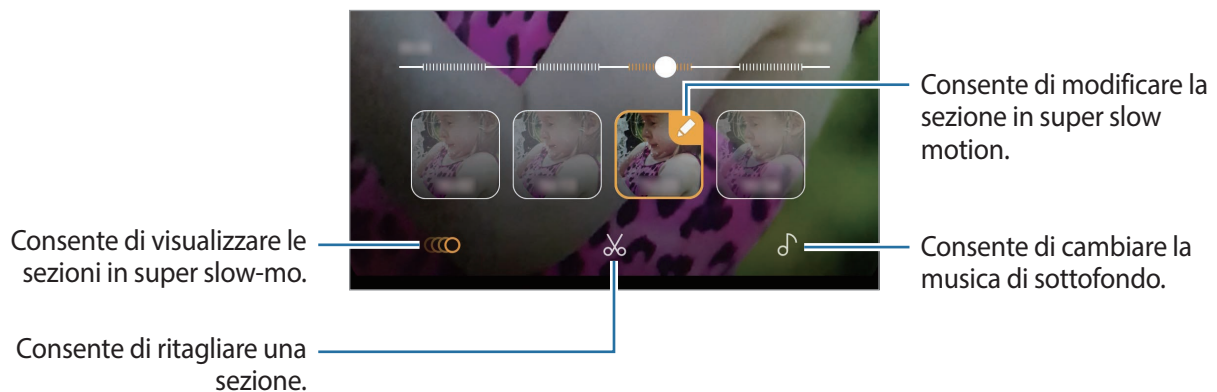 Consente di modificare la
sezione in super slow
motion.
Consente di visualizzare le
sezioni in super slow-mo.
Consente di cambiare la
musica di sottofondo.
Consente di ritagliare una
sezione.